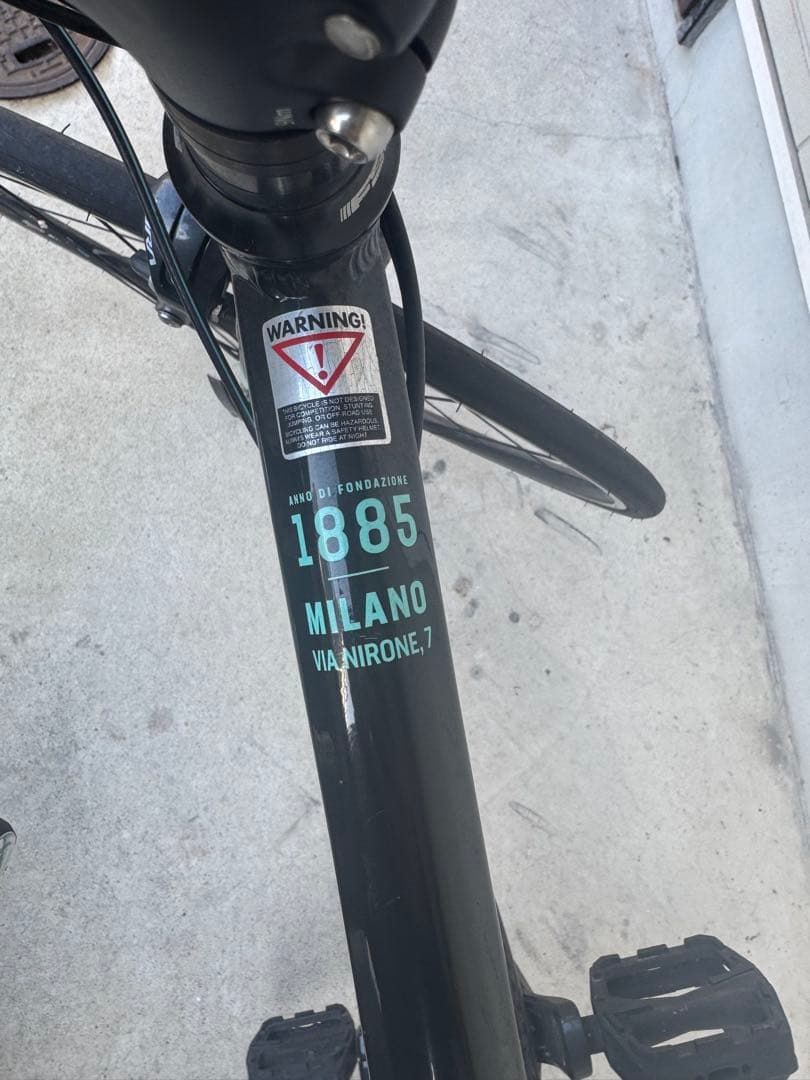 WARNING!
!
THIS BICYCLE IS NOT DESIGNED
FOR COMPETITION, STUNTING,
JUMPING, OR OFF-ROAD USE.
BICYCLING CAN BE HAZARDOUS.
ALWAYS WEAR A SAFETY HELMET.
DO NOT RIDE AT NIGHT
ANNO DI FONDAZIONE
1885
MILANO
VIA NIRONE, 7